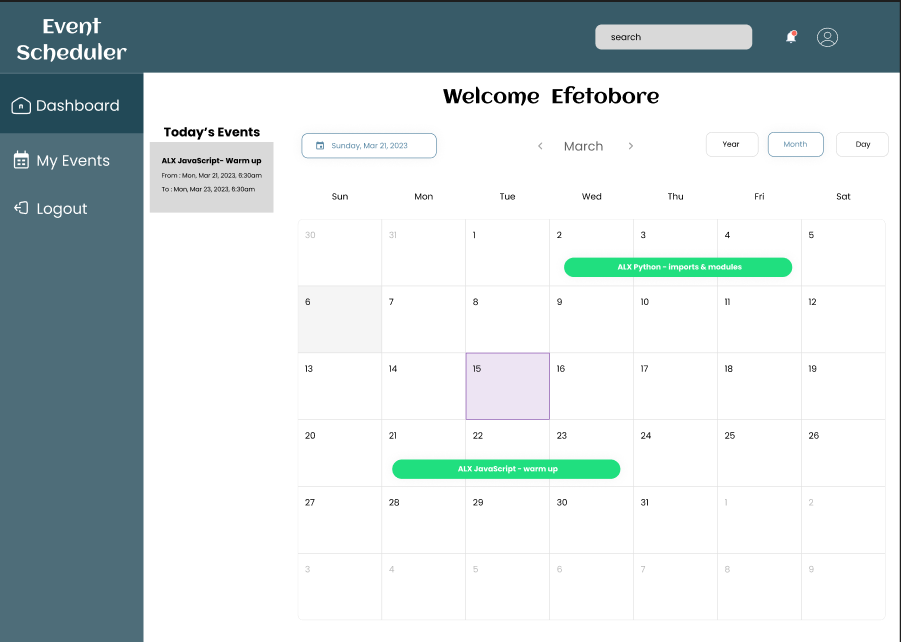 Event
Scheduler
search
Dashboard
My Events
Logout
Welcome Efetobore
Today's Events
ALX JavaScript- Warm up
From : Mon, Mar 21, 2023, 6:30am
To : Mon, Mar 23, 2023, 6:30am
Sunday, Mar 21, 2023
< March >
Year Month Day
Sun Mon Tue Wed Thu Fri Sat
30 31 1 2 3 4 5
ALX Python - imports & modules
6 7 8 9 10 11 12
13 14 15 16 17 18 19
20 21 22 23 24 25 26
ALX JavaScript - warm up
27 28 29 30 31 1 2
3 4 5 6 7 8 9